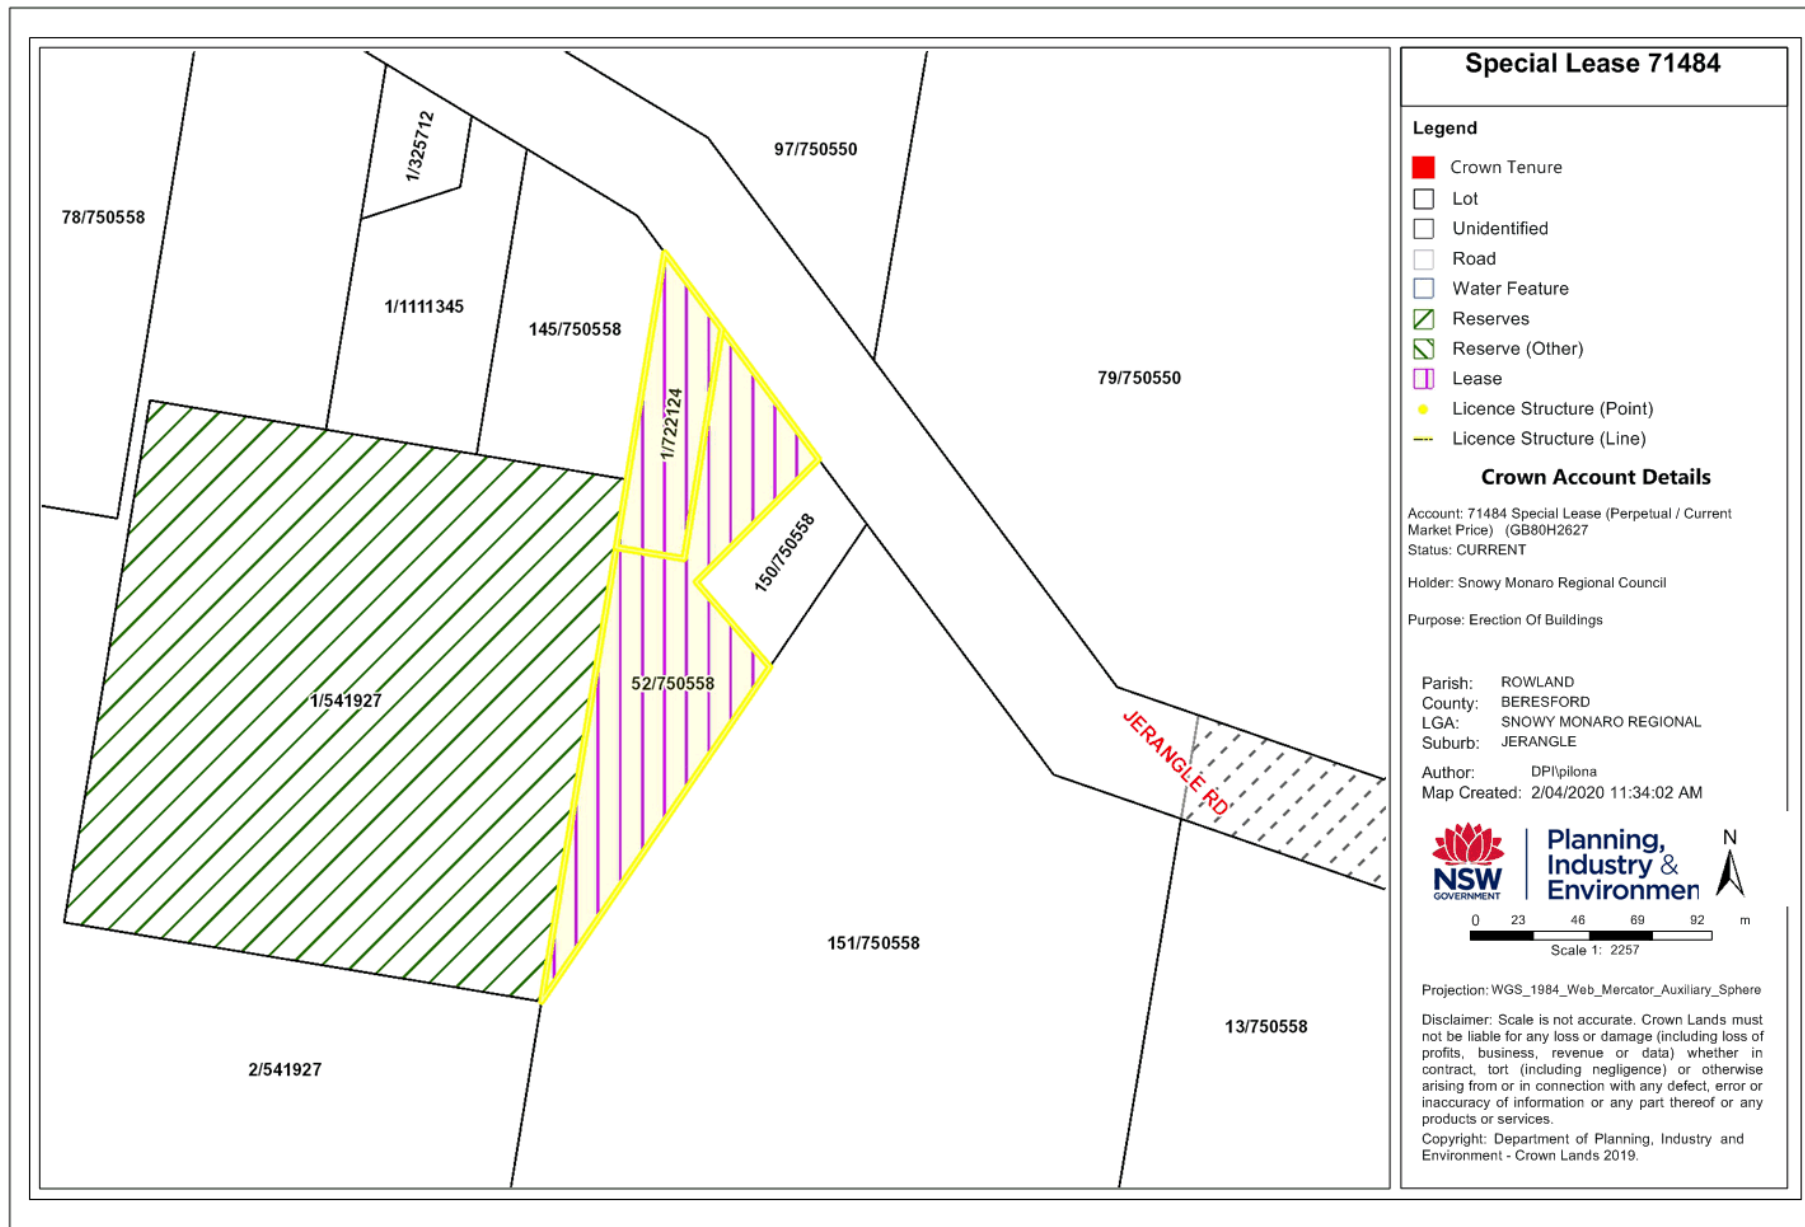 Special Lease 71484
Legend
Crown Tenure
Lot
Unidentified
Road
Water Feature
Reserves
Reserve (Other)
Lease
Licence Structure (Point)
Licence Structure (Line)
Crown Account Details
Account: 71484 Special Lease (Perpetual / Current
Market Price) (GB80H2627
Status: CURRENT
Holder: Snowy Monaro Regional Council
Purpose: Erection Of Buildings
Parish: ROWLAND
County: BERESFORD
LGA: SNOWY MONARO REGIONAL
Suburb: JERANGLE
Author: DPI\pilona
Map Created: 2/04/2020 11:34:02 AM
NSW
GOVERNMENT
Planning,
Industry &
Environmen
N
0 23 46 69 92 m
Scale 1: 2257
Projection: WGS_1984_Web_Mercator_Auxiliary_Sphere
Disclaimer: Scale is not accurate. Crown Lands must
not be liable for any loss or damage (including loss of
profits, business, revenue or data) whether in
contract, tort (including negligence) or otherwise
arising from or in connection with any defect, error or
inaccuracy of information or any part thereof or any
products or services.
Copyright: Department of Planning, Industry and
Environment - Crown Lands 2019.
1/325712
97/750550
78/750558
1/1111345
145/750558
79/750550
1/722124
150/750558
52/750558
1/541927
JERANGLE RD
151/750558
13/750558
2/541927